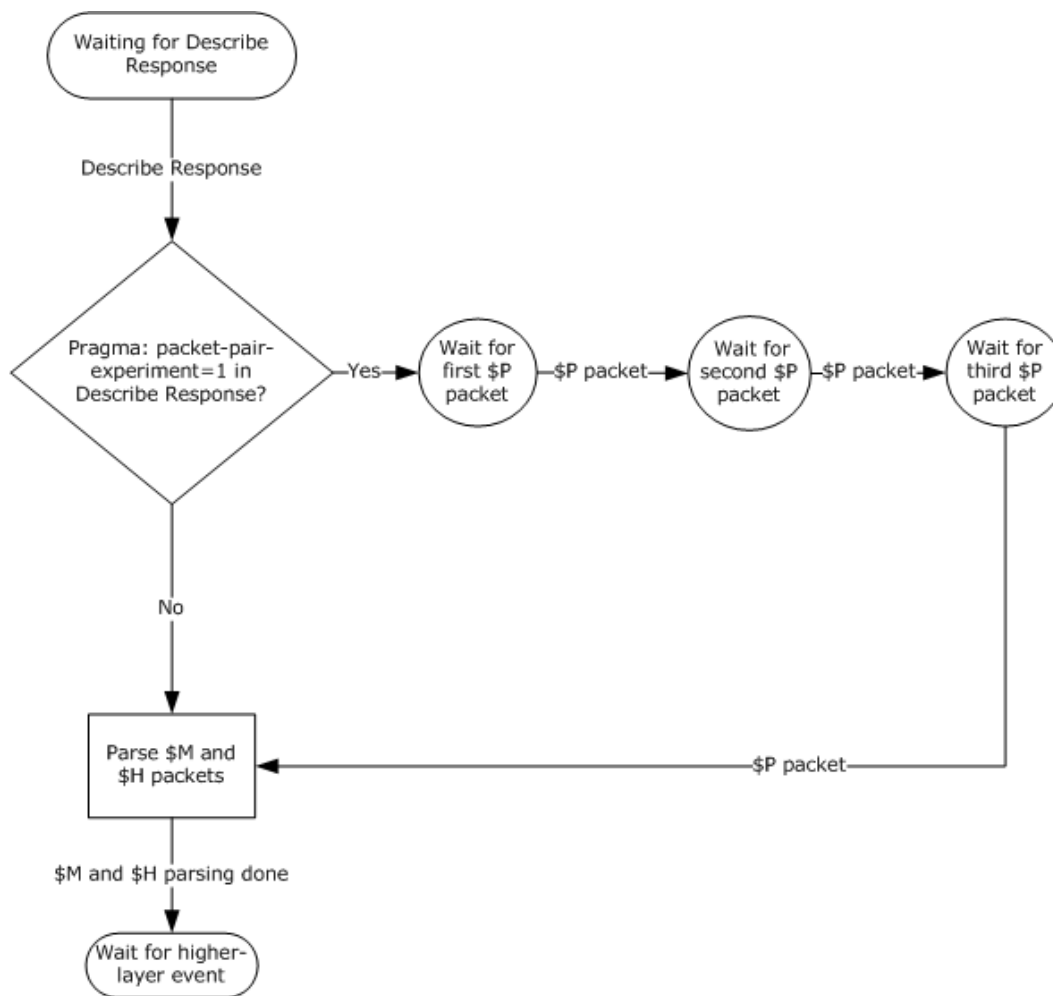 Waiting for Describe
Response
Describe Response
Pragma: packet-pair-
experiment=1 in
Describe Response?
Yes
Wait for
first $P
packet
$P packet
Wait for
second $P
packet
$P packet
Wait for
third $P
packet
No
Parse $M and
$H packets
$P packet
$M and $H parsing done
Wait for higher-
layer event